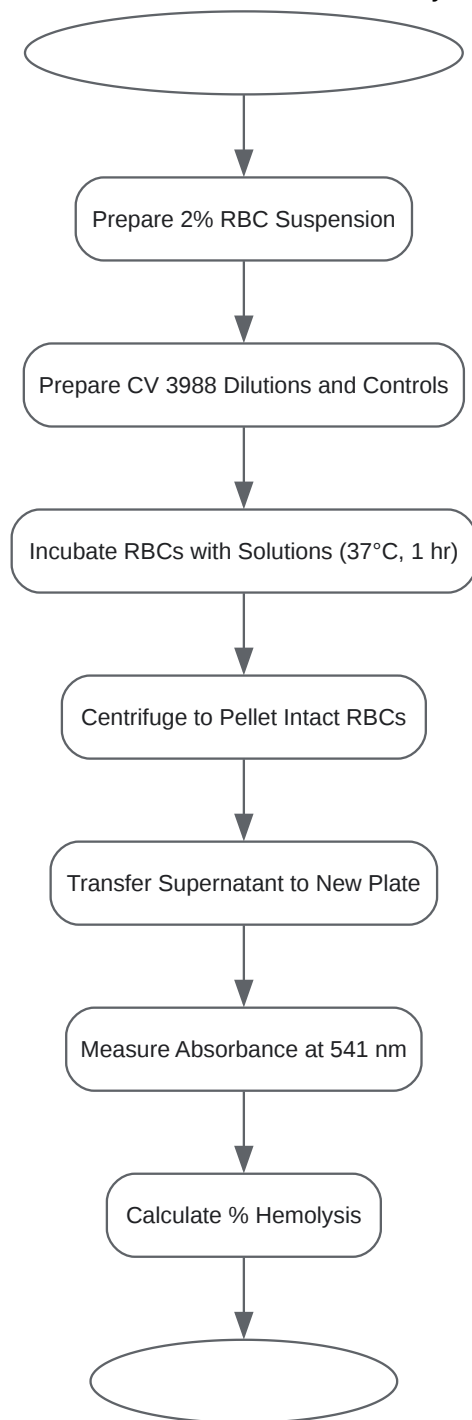 Prepare 2% RBC Suspension
Prepare CV 3988 Dilutions and Controls
Incubate RBCs with Solutions (37°C, 1 hr)
Centrifuge to Pellet Intact RBCs
Transfer Supernatant to New Plate
Measure Absorbance at 541 nm
Calculate % Hemolysis